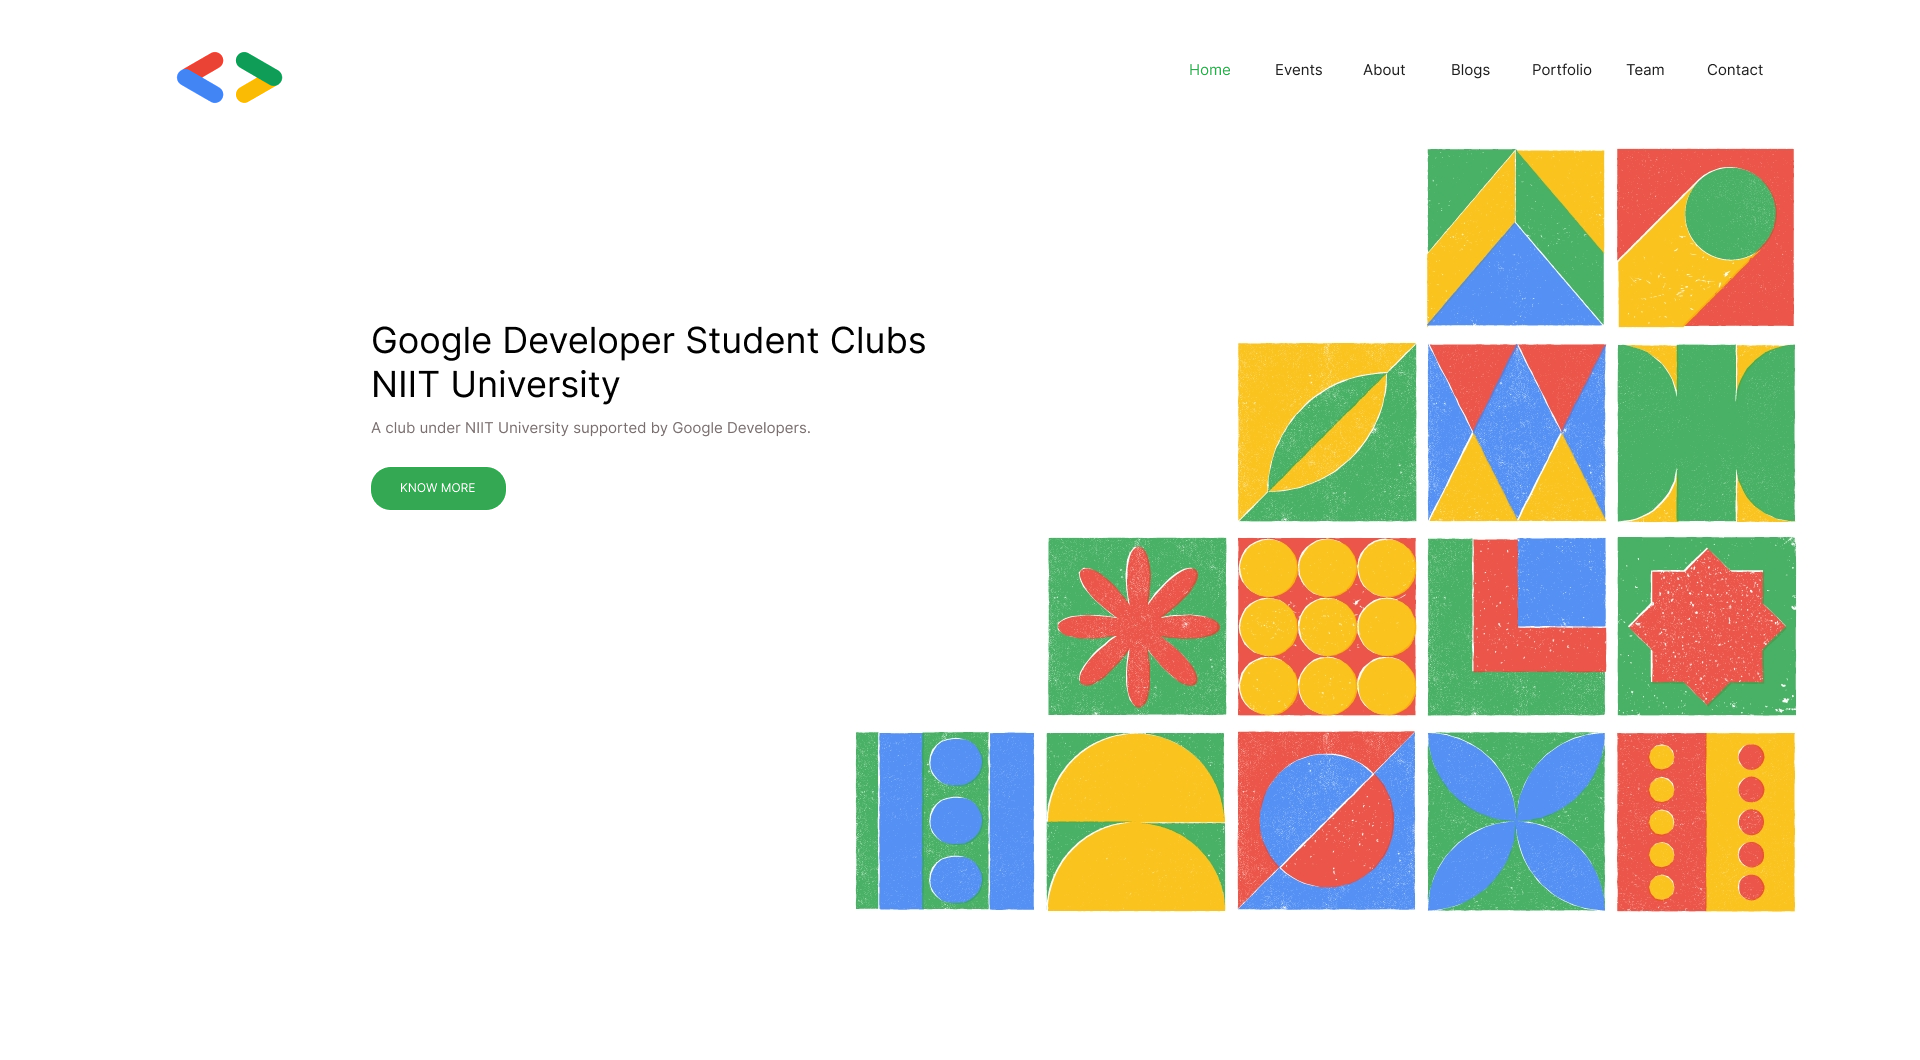 Home Events About Blogs Portfolio Team Contact
Google Developer Student Clubs
NIIT University
A club under NIIT University supported by Google Developers.
KNOW MORE